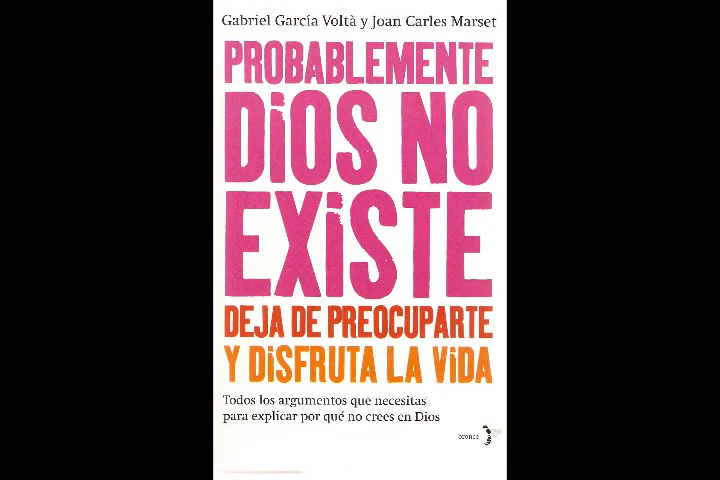 Gabriel García Voltà y Joan Carles Marset
PROBABLEMENTE
DiOS NO
EXiSTE
DEJA DE PREOCUPARTE
Y DiSFRUTA LA ViDA
Todos los argumentos que necesitas
para explicar por qué no crees en Dios
bronce